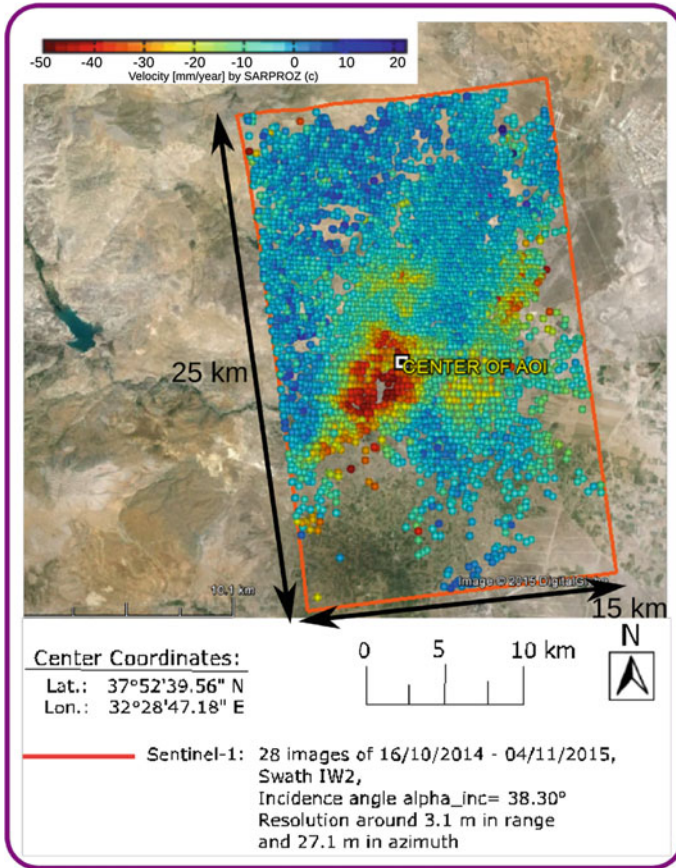 -50 -40 -30 -20 -10 0 10 20
Velocity [mm/year] by SARPROZ (c)
CENTER OF AOI
25 km
10.1 km
Image © 2015 DigitalGlobe
15 km
0 5 10 km
N
Center Coordinates:
Lat.: 37°52'39.56" N
Lon.: 32°28'47.18" E
Sentinel-1: 28 images of 16/10/2014 - 04/11/2015,
Swath IW2,
Incidence angle alpha_inc= 38.30°
Resolution around 3.1 m in range
and 27.1 m in azimuth